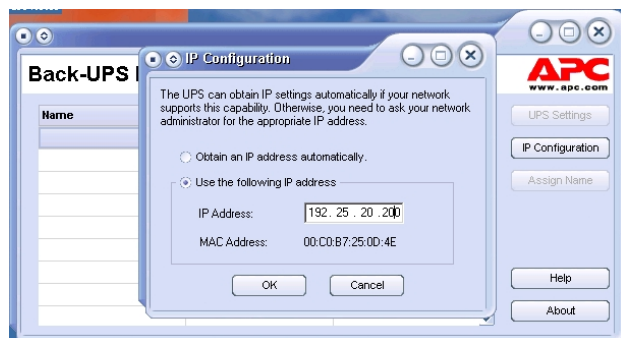 IP Configuration
Back-UPS
APC
www.apc.com
The UPS can obtain IP settings automatically if your network
supports this capability. Otherwise, you need to ask your network
administrator for the appropriate IP address.
Name
UPS Settings
Obtain an IP address automatically.
IP Configuration
Use the following IP address
Assign Name
IP Address: 192. 25 . 20 .200
MAC Address: 00:C0:B7:25:0D:4E
OK
Cancel
Help
About